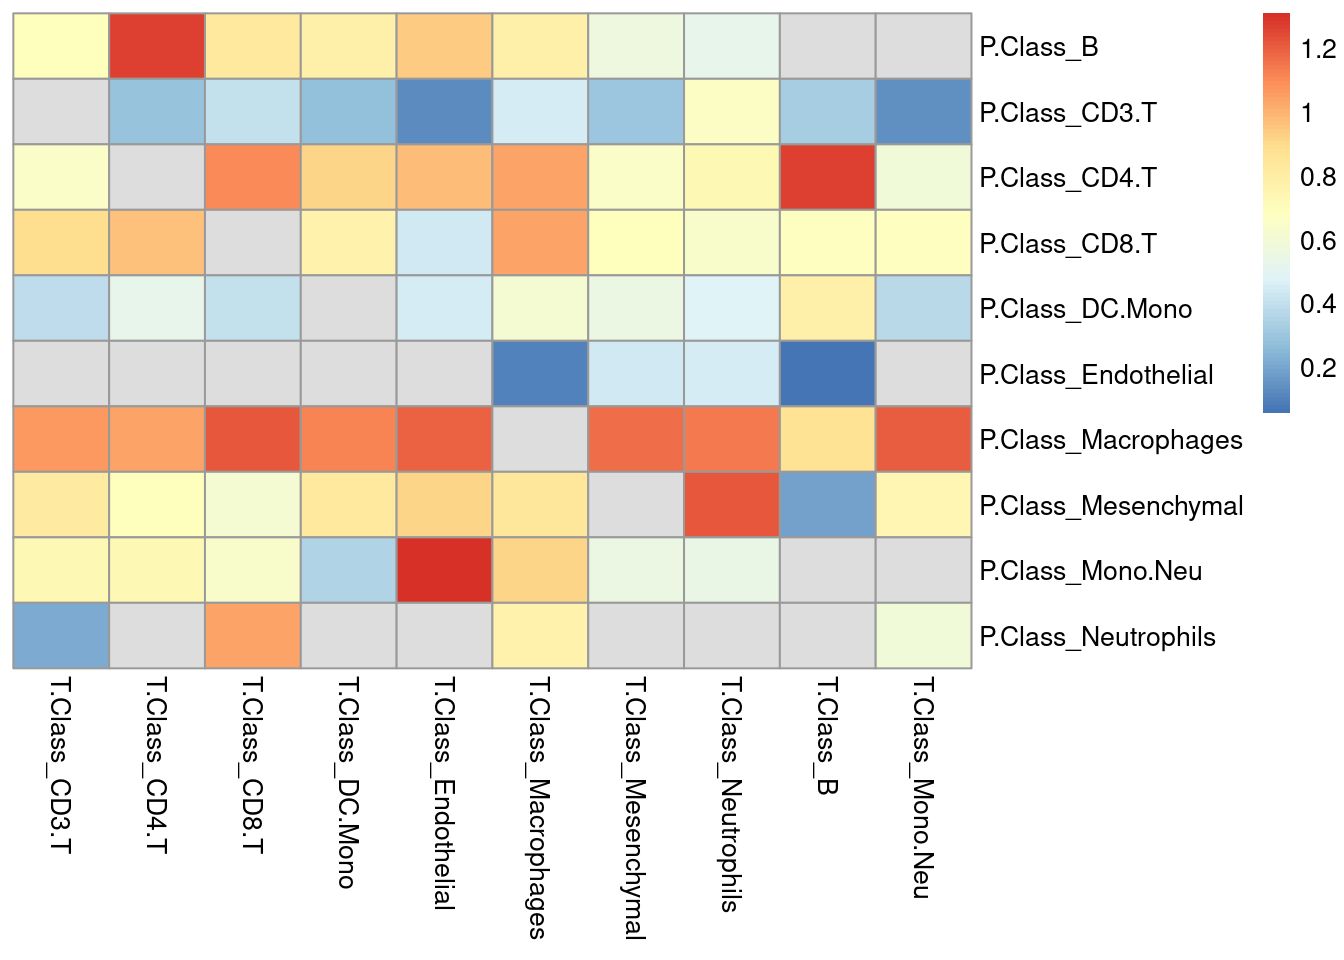 P.Class_B
P.Class_CD3.T
P.Class_CD4.T
P.Class_CD8.T
P.Class_DC.Mono
P.Class_Endothelial
P.Class_Macrophages
P.Class_Mesenchymal
P.Class_Mono.Neu
P.Class_Neutrophils
1.2
1
0.8
0.6
0.4
0.2
T.Class_CD3.T
T.Class_CD4.T
T.Class_CD8.T
T.Class_DC.Mono
T.Class_Endothelial
T.Class_Macrophages
T.Class_Mesenchymal
T.Class_Neutrophils
T.Class_B
T.Class_Mono.Neu